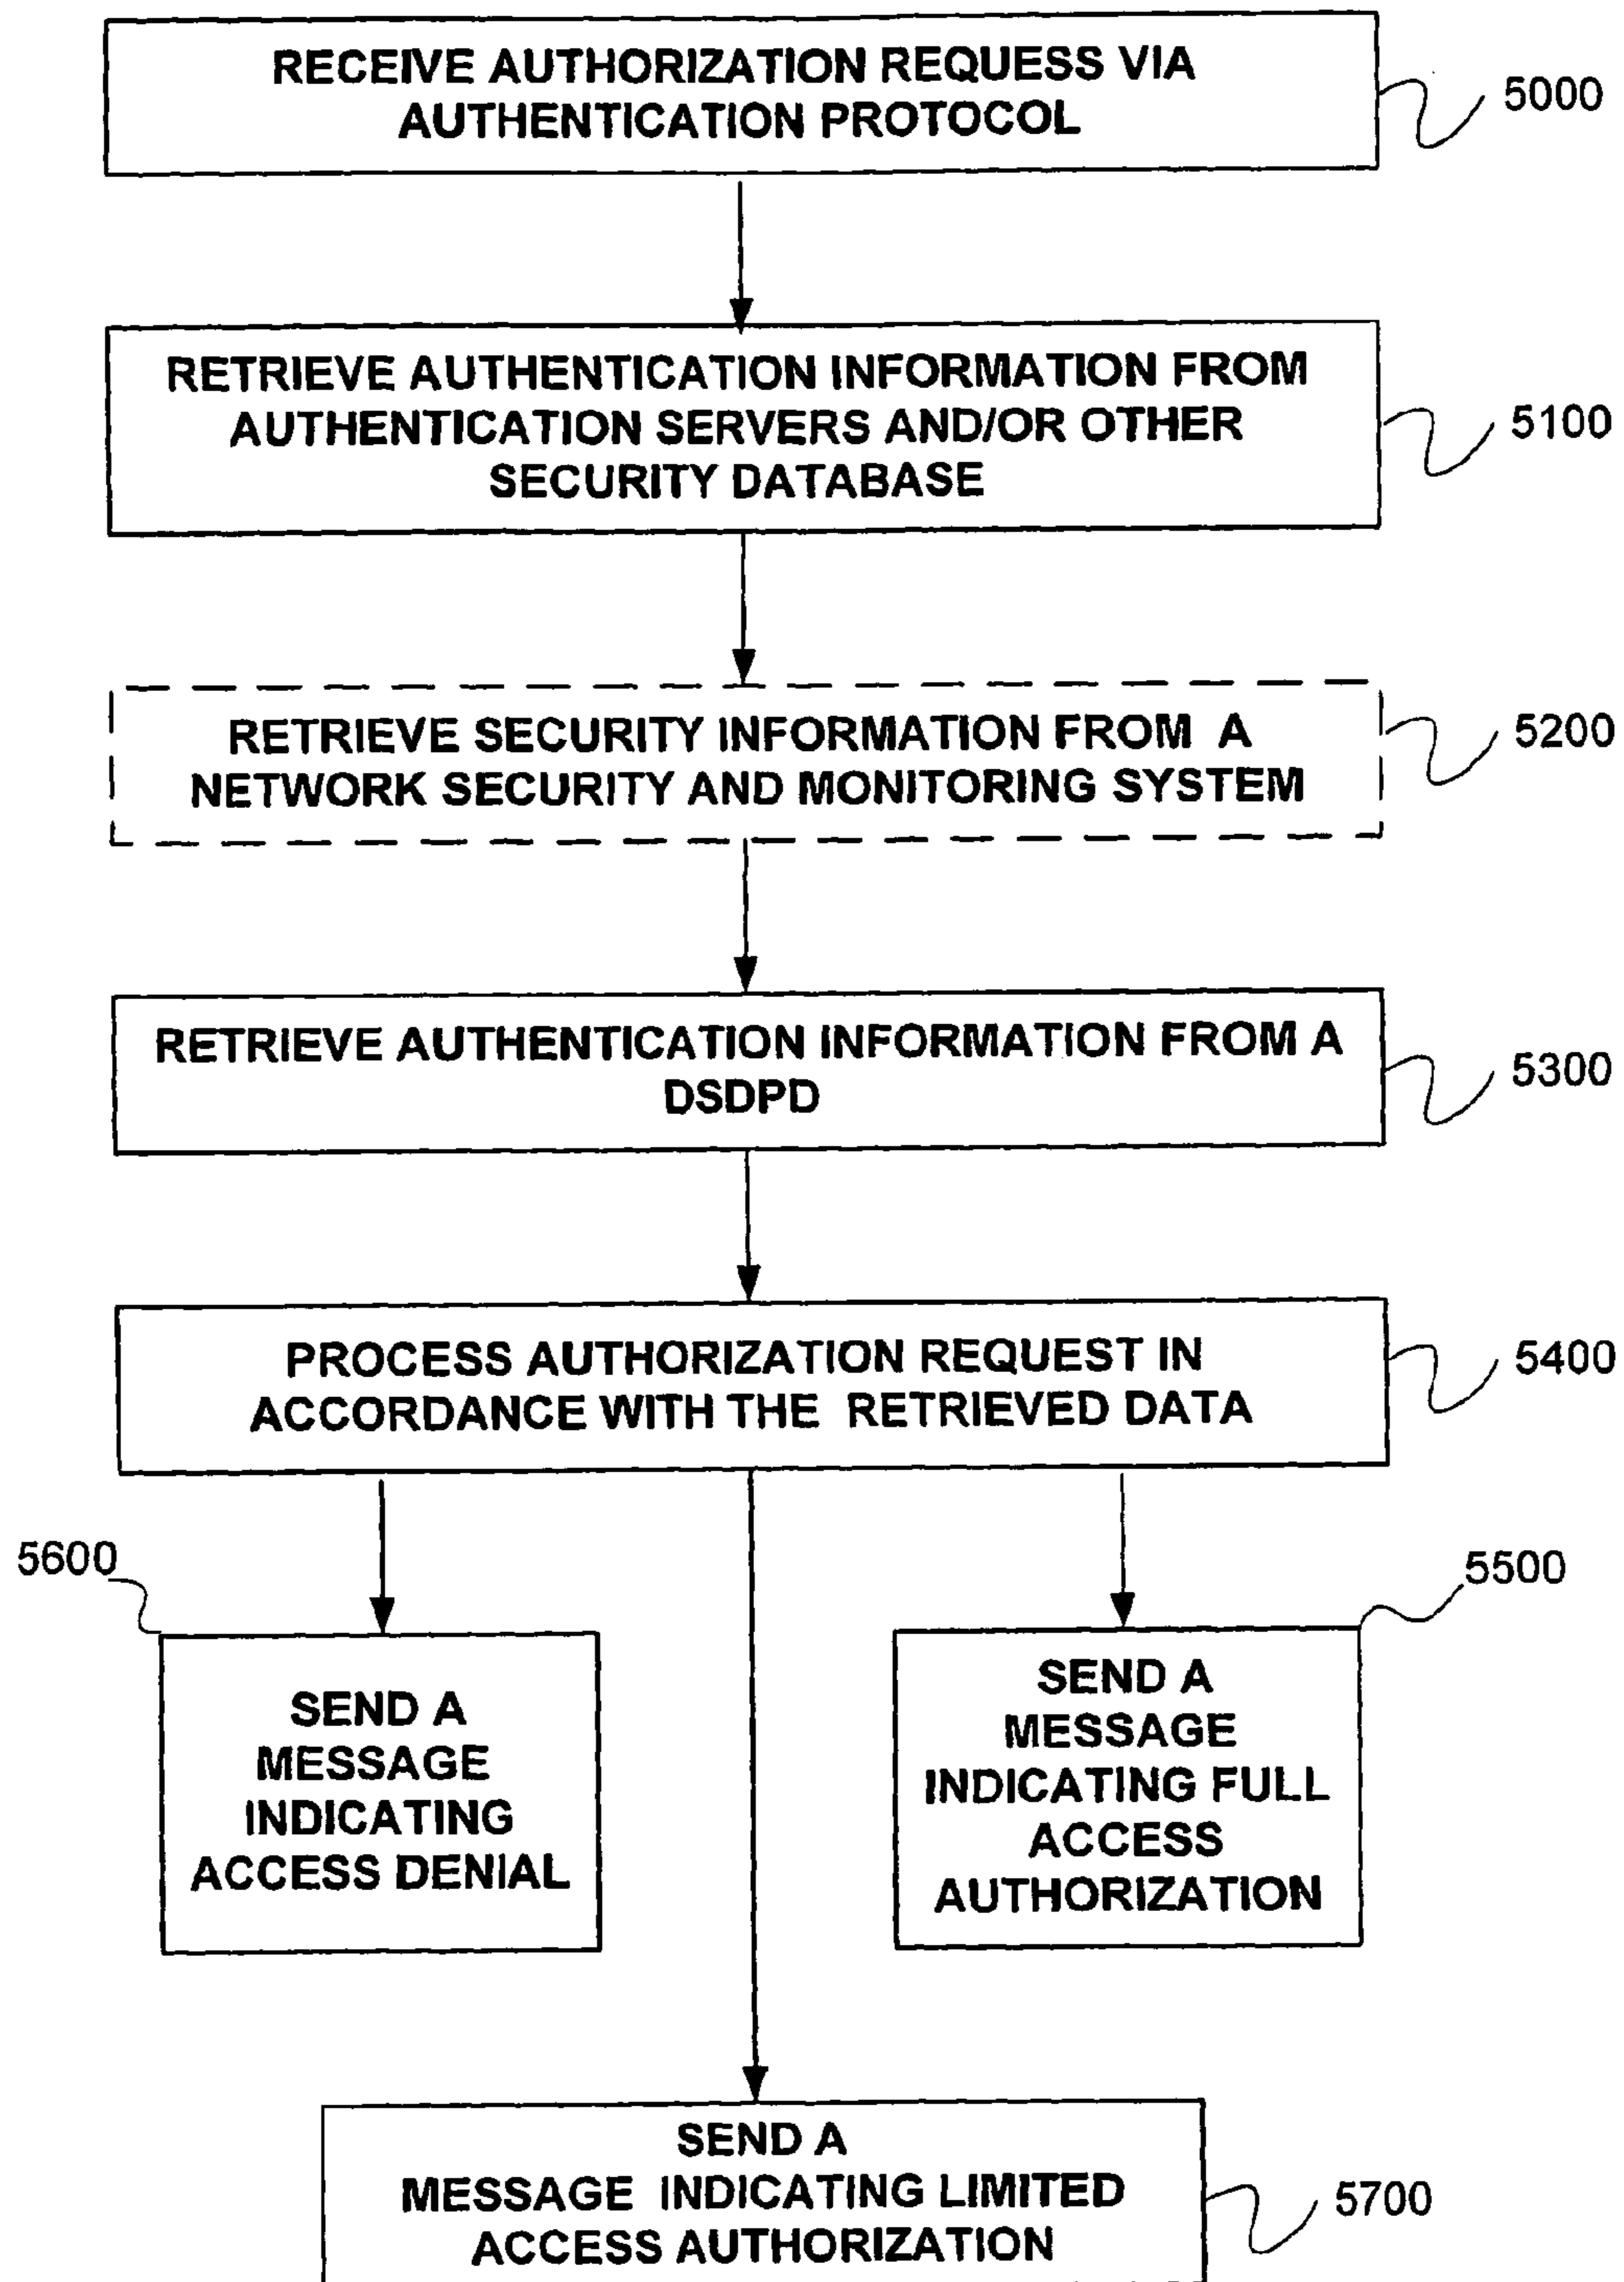 RECEIVE AUTHORIZATION REQUESS VIA
AUTHENTICATION PROTOCOL
5000
RETRIEVE AUTHENTICATION INFORMATION FROM
AUTHENTICATION SERVERS AND/OR OTHER
SECURITY DATABASE
5100
RETRIEVE SECURITY INFORMATION FROM A
NETWORK SECURITY AND MONITORING SYSTEM
5200
RETRIEVE AUTHENTICATION INFORMATION FROM A
DSDPD
5300
PROCESS AUTHORIZATION REQUEST IN
ACCORDANCE WITH THE RETRIEVED DATA
5400
5600
SEND A
MESSAGE
INDICATING
ACCESS DENIAL
5500
SEND A
MESSAGE
INDICATING FULL
ACCESS
AUTHORIZATION
SEND A
MESSAGE INDICATING LIMITED
ACCESS AUTHORIZATION
5700